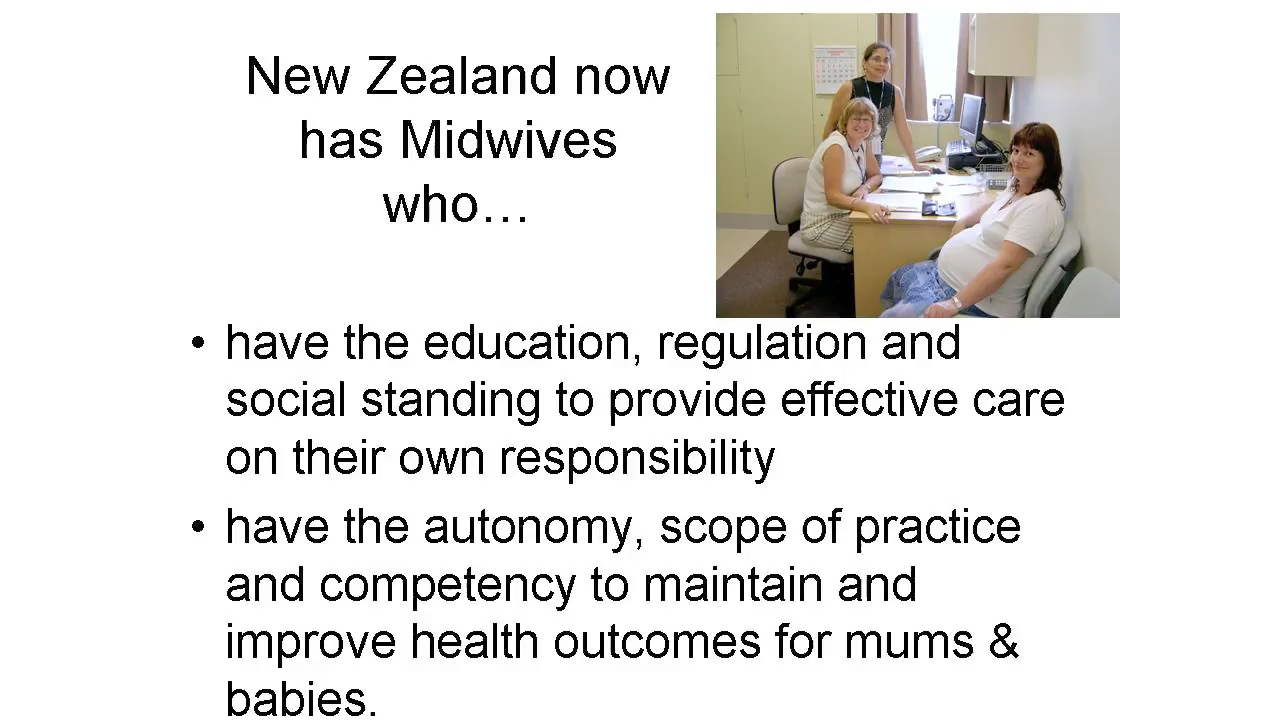 New Zealand now
has Midwives
who…
• have the education, regulation and
social standing to provide effective care
on their own responsibility
• have the autonomy, scope of practice
and competency to maintain and
improve health outcomes for mums &
babies.